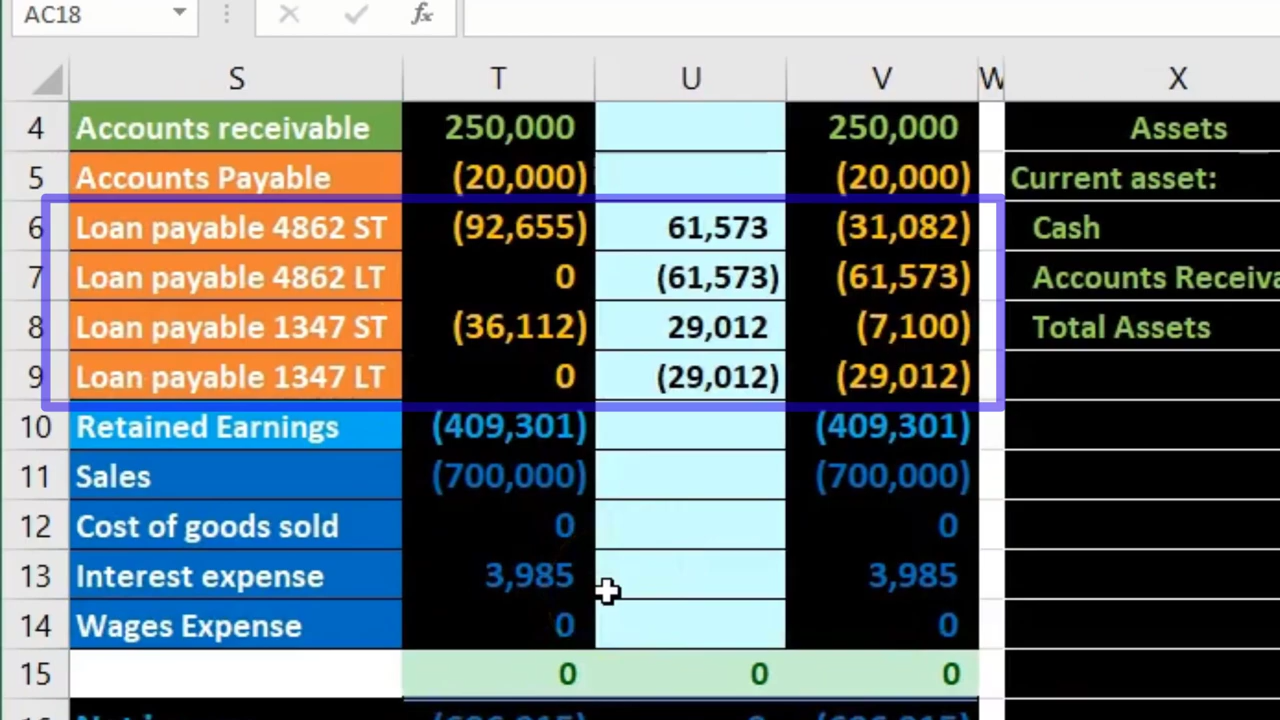 AC18 fx
S T U V W X
4 Accounts receivable 250,000 250,000 Assets
5 Accounts Payable (20,000) (20,000) Current asset:
6 Loan payable 4862 ST (92,655) 61,573 (31,082) Cash
7 Loan payable 4862 LT 0 (61,573) (61,573) Accounts Receiva
8 Loan payable 1347 ST (36,112) 29,012 (7,100) Total Assets
9 Loan payable 1347 LT 0 (29,012) (29,012)
10 Retained Earnings (409,301) (409,301)
11 Sales (700,000) (700,000)
12 Cost of goods sold 0 0
13 Interest expense 3,985 3,985
14 Wages Expense 0 0
15 0 0 0